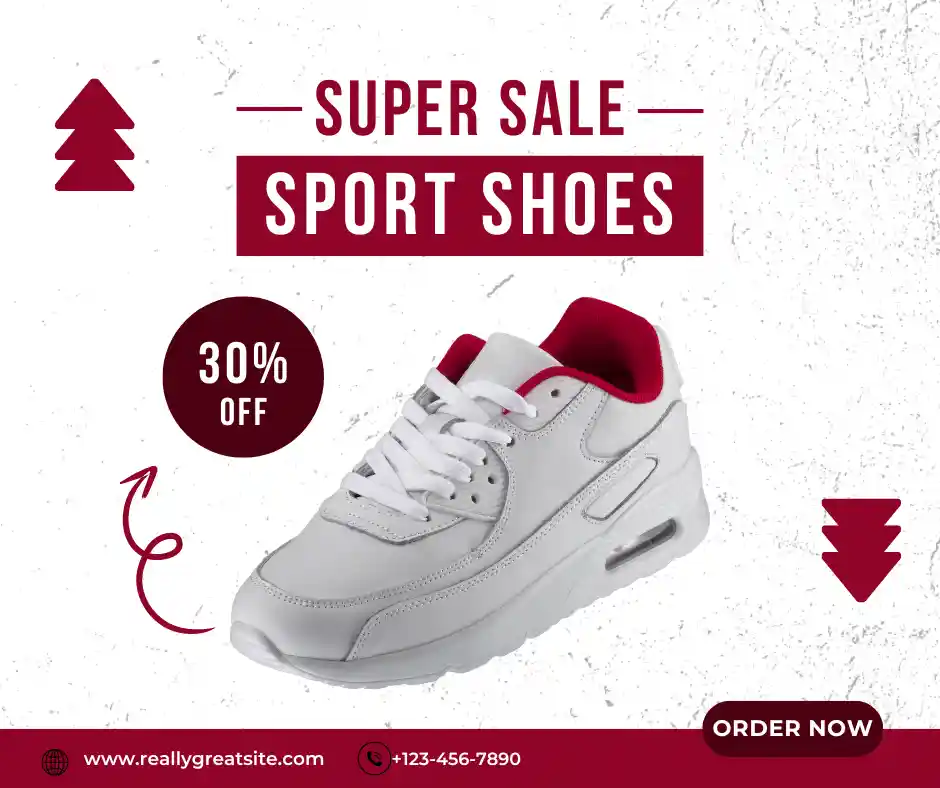 SUPER SALE
SPORT SHOES
30%
OFF
ORDER NOW
www.reallygreatsite.com
+123-456-7890